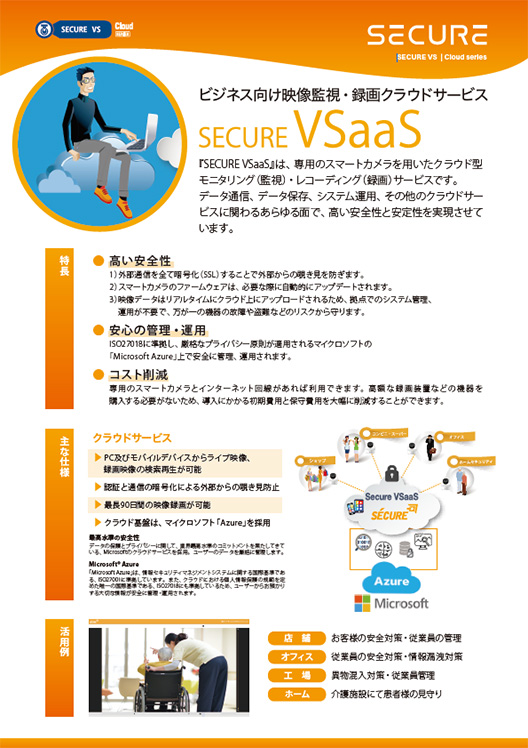 SECURE VS
Cloud
series
SECURE
SECURE VS | Cloud series
ビジネス向け映像監視・録画クラウドサービス
SECURE VSaaS
『SECURE VSaaS』は、専用のスマートカメラを用いたクラウド型
モニタリング(監視)・レコーディング(録画)サービスです。
データ通信、データ保存、システム運用、その他のクラウドサー
ビスに関わるあらゆる面で、高い安全性と安定性を実現させて
います。
特長
● 高い安全性
1)外部通信を全て暗号化(SSL)することで外部からの覗き見を防ぎます。
2)スマートカメラのファームウェアは、必要な際に自動的にアップデートされます。
3)映像データはリアルタイムにクラウド上にアップロードされるため、拠点でのシステム管理、
運用が不要で、万が一の機器の故障や盗難などのリスクから守ります。
● 安心の管理・運用
ISO27018に準拠し、厳格なプライバシー原則が適用されるマイクロソフトの
「Microsoft Azure」上で安全に管理、運用されます。
● コスト削減
専用のスマートカメラとインターネット回線があれば利用できます。高額な録画装置などの機器を
購入する必要がないため、導入にかかる初期費用と保守費用を大幅に削減することができます。
主な仕様
クラウドサービス
▶ PC及びモバイルデバイスからライブ映像、
録画映像の検索再生が可能
▶ 認証と通信の暗号化による外部からの覗き見防止
▶ 最長90日間の映像録画が可能
▶ クラウド基盤は、マイクロソフト「Azure」を採用
最高水準の安全性
データの保護とプライバシーに関して、業界最高水準のコミットメントを果たしてきて
いる、Microsoftのクラウドサービスを採用。ユーザーのデータを厳格に管理します。
Microsoft® Azure
「Microsoft Azure」は、情報セキュリティマネジメントシステムに関する国際基準であ
る、ISO27001に準拠しています。また、クラウドにおける個人情報保護の規範を定
めた唯一の国際基準である、ISO27018にも準拠しているため、ユーザーからお預かり
する大切な情報が安全に管理・運用されます。
ショップ
コンビニ・スーパー
オフィス
ホームセキュリティ
Secure VSaaS
SECURE
Azure
Microsoft
活用例
店 舗 お客様の安全対策・従業員の管理
オフィス 従業員の安全対策・情報漏洩対策
工 場 異物混入対策・従業員管理
ホーム 介護施設にて患者様の見守り